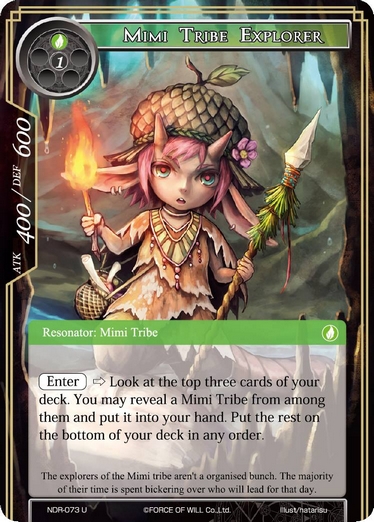 Mimi Tribe Explorer
1
ATK 400 / DEF 600
Resonator: Mimi Tribe
Enter ⇨ Look at the top three cards of your
deck. You may reveal a Mimi Tribe from among
them and put it into your hand. Put the rest on
the bottom of your deck in any order.
The explorers of the Mimi tribe aren't a organised bunch. The majority
of their time is spent bickering over who will lead for that day.
NDR-073 U ©FORCE OF WILL Co.,Ltd. Illust/hatarisu